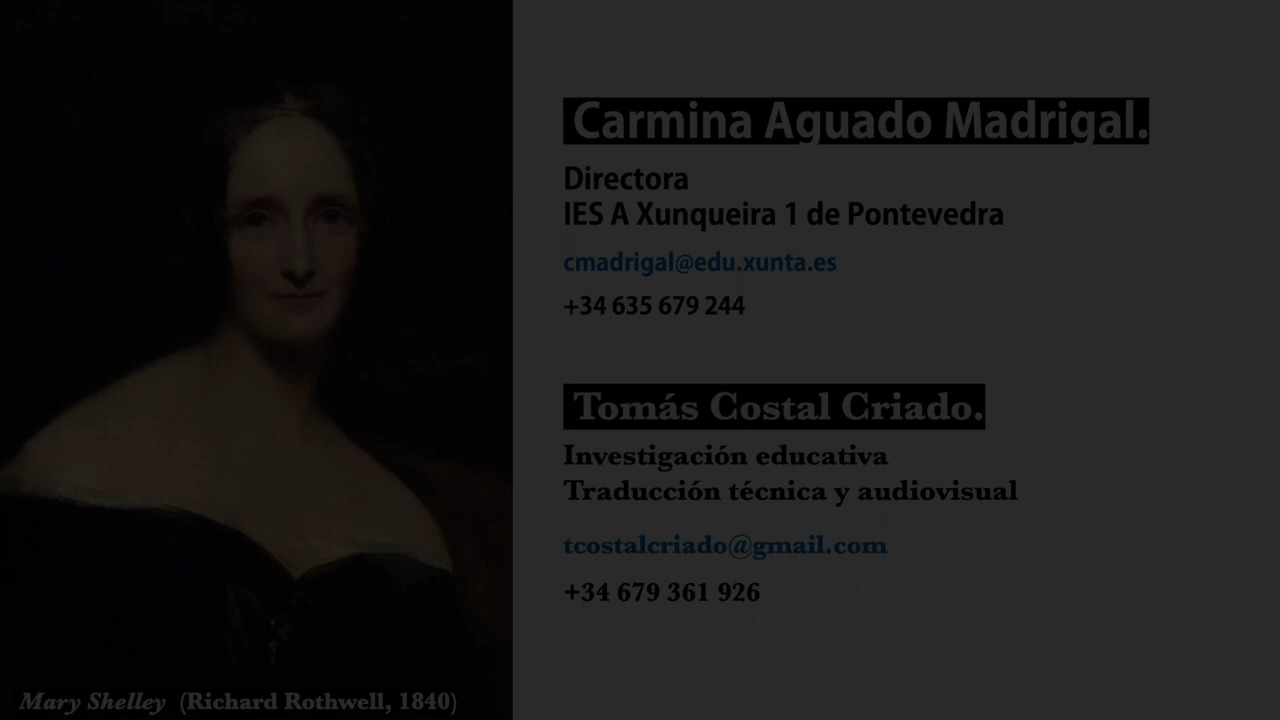 Carmina Aguado Madrigal.
Directora
IES A Xunqueira 1 de Pontevedra
cmadrigal@edu.xunta.es
+34 635 679 244
Tomás Costal Criado.
Investigación educativa
Traducción técnica y audiovisual
tcostalcriado@gmail.com
+34 679 361 926
Mary Shelley (Richard Rothwell, 1840)